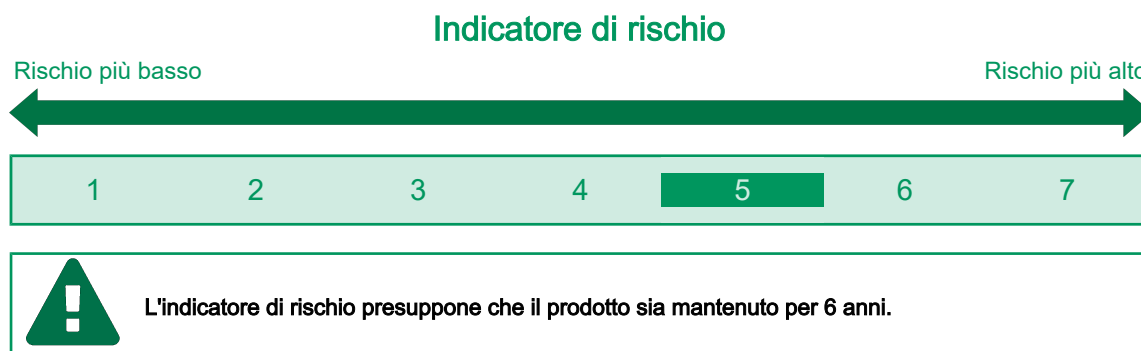 Indicatore di rischio
Rischio più basso Rischio più alto
1 2 3 4 5 6 7
L'indicatore di rischio presuppone che il prodotto sia mantenuto per 6 anni.